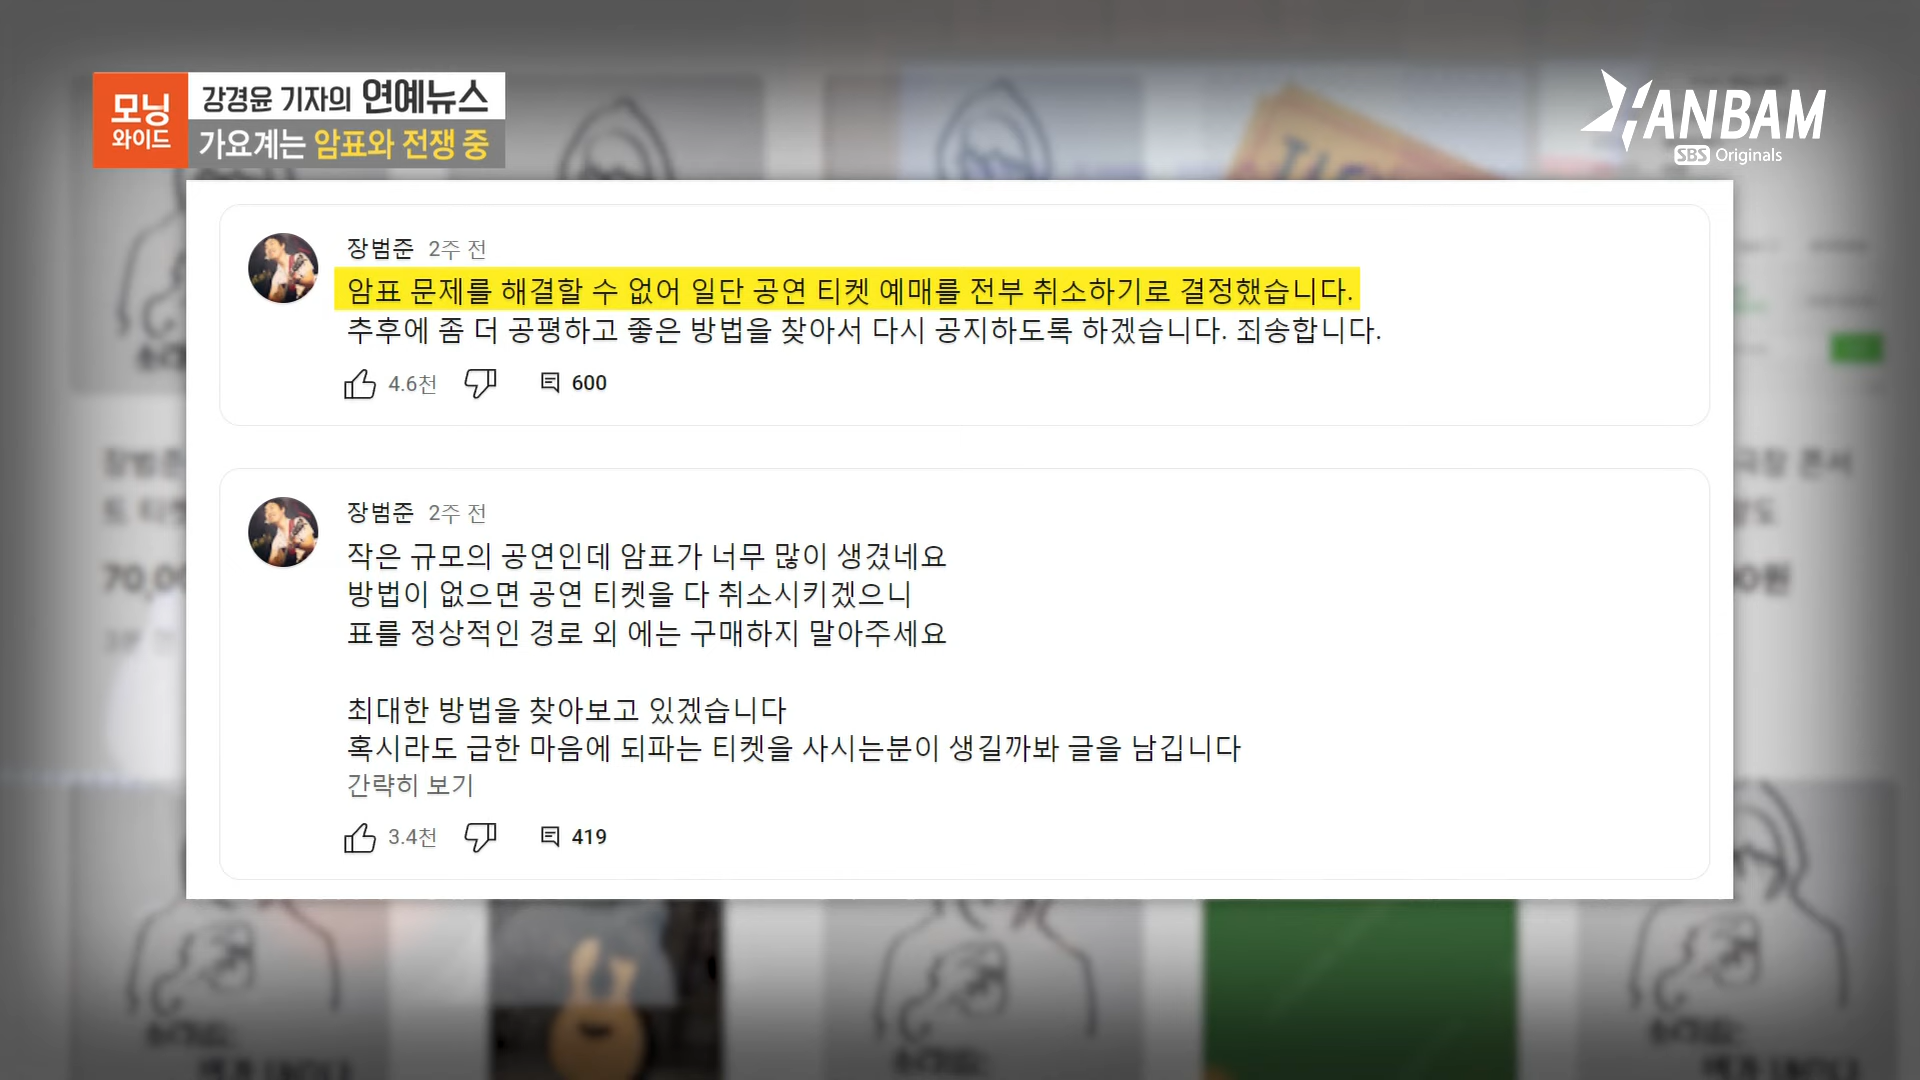 모닝
와이드
강경윤 기자의 연예뉴스
가요계는 암표와 전쟁 중
HANBAM
SBS Originals
장범준 2주 전
암표 문제를 해결할 수 없어 일단 공연 티켓 예매를 전부 취소하기로 결정했습니다.
추후에 좀 더 공평하고 좋은 방법을 찾아서 다시 공지하도록 하겠습니다. 죄송합니다.
4.6천 600
장범준 2주 전
작은 규모의 공연인데 암표가 너무 많이 생겼네요
방법이 없으면 공연 티켓을 다 취소시키겠으니
표를 정상적인 경로 외 에는 구매하지 말아주세요
최대한 방법을 찾아보고 있겠습니다
혹시라도 급한 마음에 되파는 티켓을 사시는분이 생길까봐 글을 남깁니다
간략히 보기
3.4천 419